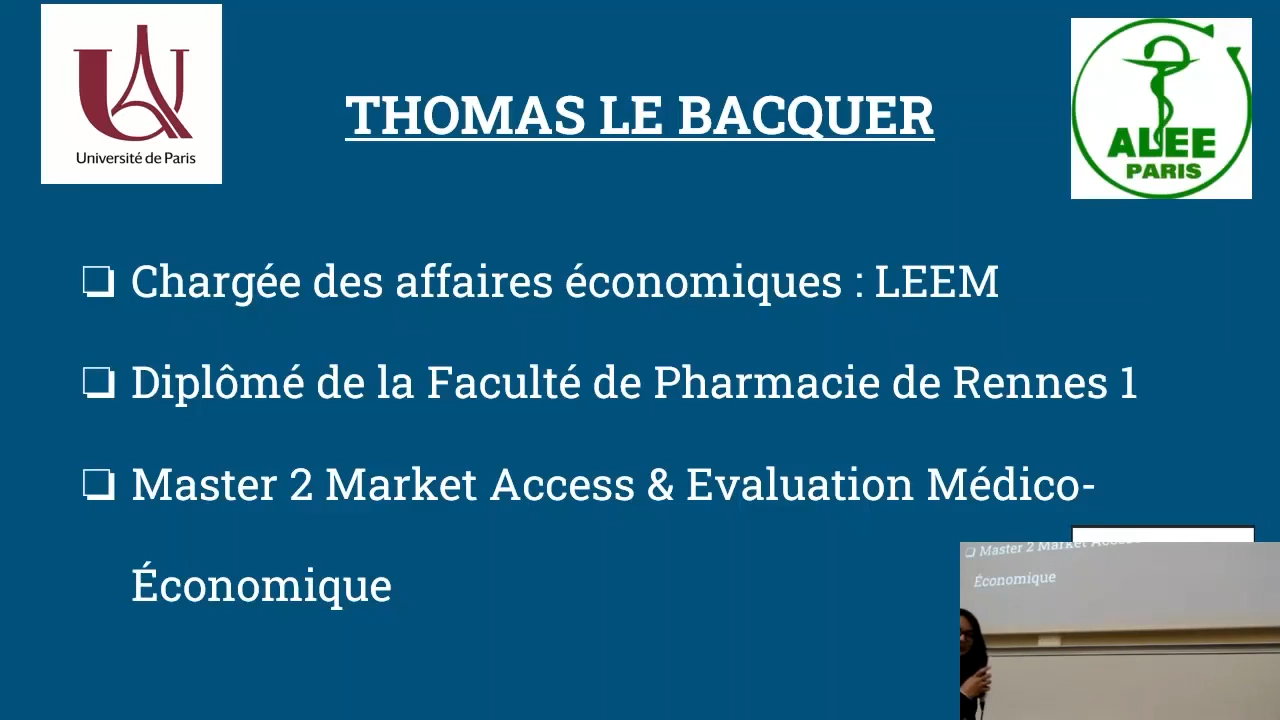 Université de Paris
THOMAS LE BACQUER
ALEE
PARIS
❏ Chargée des affaires économiques : LEEM
❏ Diplômé de la Faculté de Pharmacie de Rennes 1
❏ Master 2 Market Access & Evaluation Médico-
Économique
❏ Master 2 Market Access
Économique